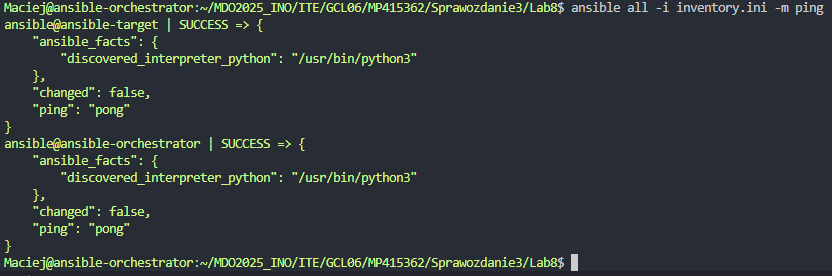 Maciej@ansible-orchestrator:~/MDO2025_INO/ITE/GCL06/MP415362/Sprawozdanie3/Lab8$ ansible all -i inventory.ini -m ping
ansible@ansible-target | SUCCESS => {
    "ansible_facts": {
        "discovered_interpreter_python": "/usr/bin/python3"
    },
    "changed": false,
    "ping": "pong"
}
ansible@ansible-orchestrator | SUCCESS => {
    "ansible_facts": {
        "discovered_interpreter_python": "/usr/bin/python3"
    },
    "changed": false,
    "ping": "pong"
}
Maciej@ansible-orchestrator:~/MDO2025_INO/ITE/GCL06/MP415362/Sprawozdanie3/Lab8$